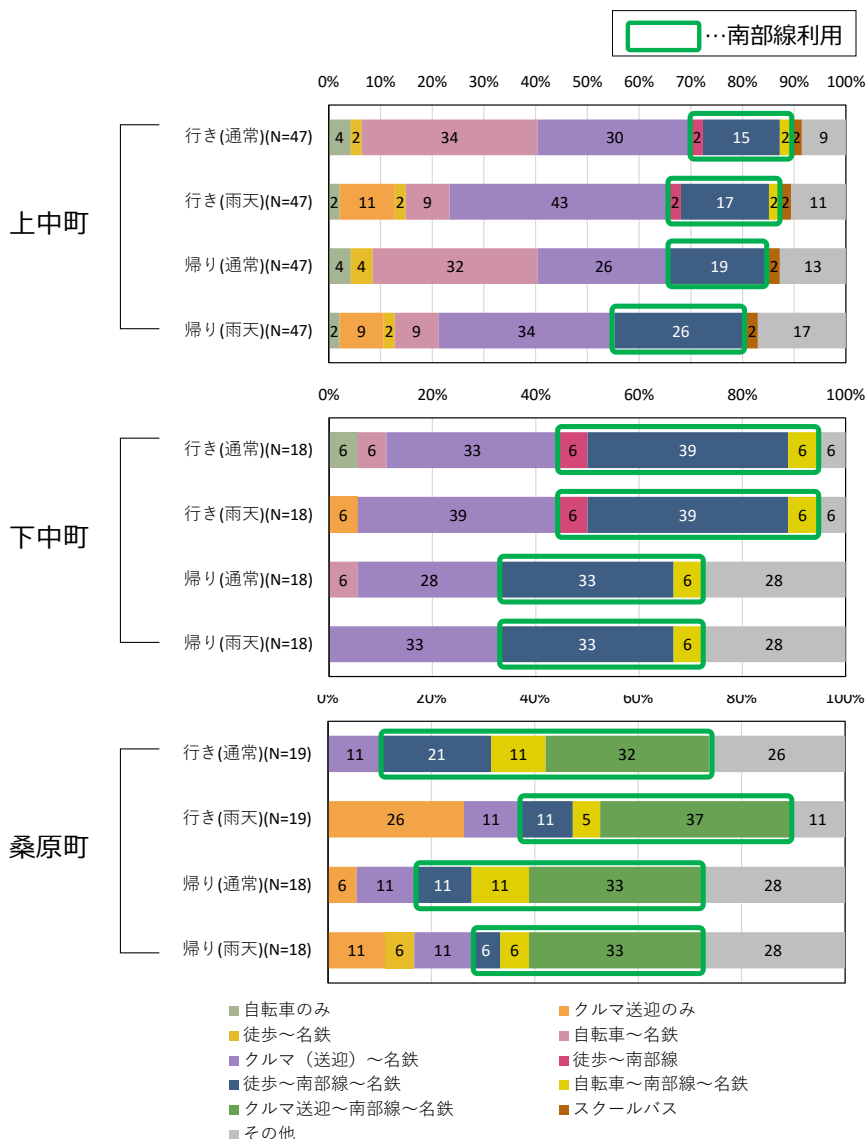 …南部線利用
0% 10% 20% 30% 40% 50% 60% 70% 80% 90% 100%
上中町
行き(通常)(N=47) 4 2 34 30 2 15 2 2 9
行き(雨天)(N=47) 2 11 2 9 43 2 17 2 2 11
帰り(通常)(N=47) 4 4 32 26 19 2 13
帰り(雨天)(N=47) 2 9 2 9 34 26 2 17
0% 20% 40% 60% 80% 100%
下中町
行き(通常)(N=18) 6 6 33 6 39 6 6
行き(雨天)(N=18) 6 39 6 39 6 6
帰り(通常)(N=18) 6 28 33 6 28
帰り(雨天)(N=18) 33 33 6 28
0% 20% 40% 60% 80% 100%
桑原町
行き(通常)(N=19) 11 21 11 32 26
行き(雨天)(N=19) 26 11 11 5 37 11
帰り(通常)(N=18) 6 11 11 11 33 28
帰り(雨天)(N=18) 11 6 11 6 6 33 28
自転車のみ クルマ送迎のみ
徒歩～名鉄 自転車～名鉄
クルマ（送迎）～名鉄 徒歩～南部線
徒歩～南部線～名鉄 自転車～南部線～名鉄
クルマ送迎～南部線～名鉄 スクールバス
その他